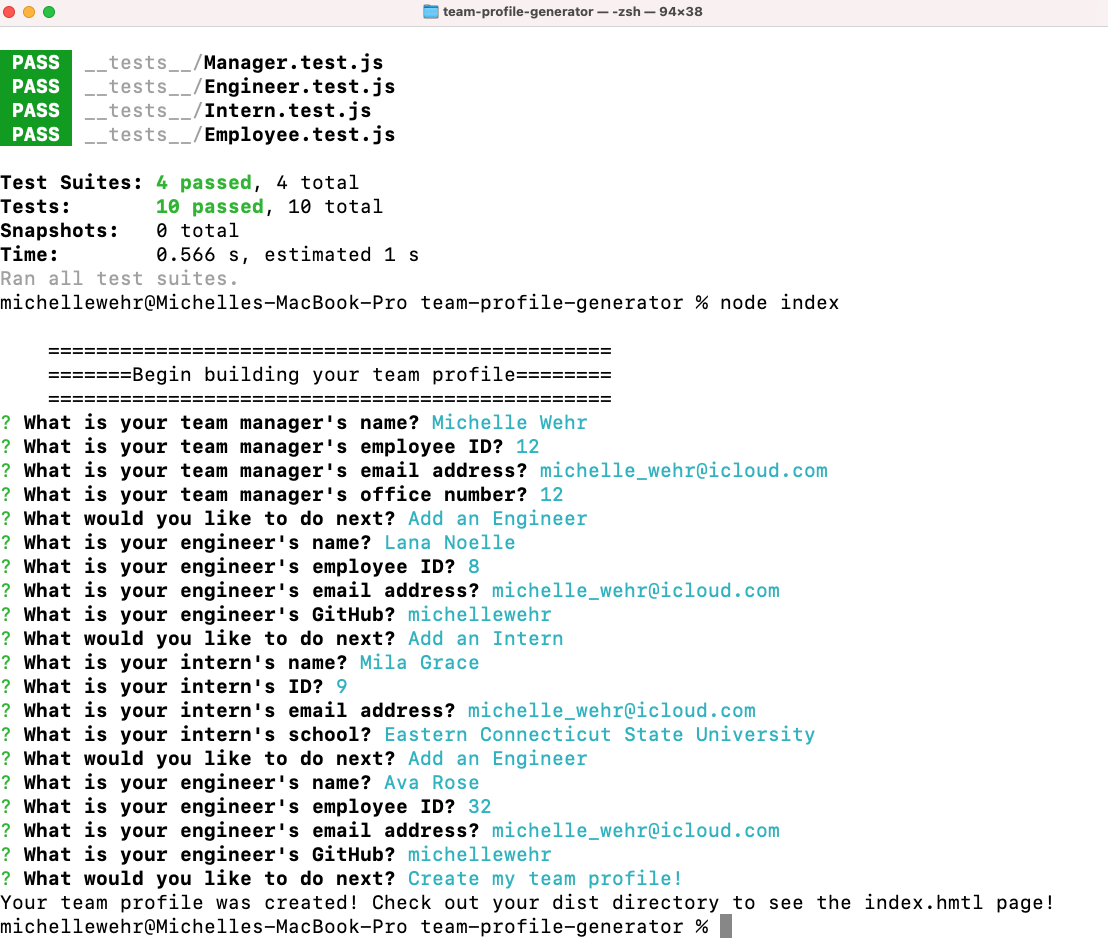 team-profile-generator — -zsh — 94×38
PASS __tests__/Manager.test.js
PASS __tests__/Engineer.test.js
PASS __tests__/Intern.test.js
PASS __tests__/Employee.test.js
Test Suites: 4 passed, 4 total
Tests: 10 passed, 10 total
Snapshots: 0 total
Time: 0.566 s, estimated 1 s
Ran all test suites.
michellewehr@Michelles-MacBook-Pro team-profile-generator % node index
===============================================
=======Begin building your team profile========
===============================================
? What is your team manager's name? Michelle Wehr
? What is your team manager's employee ID? 12
? What is your team manager's email address? michelle_wehr@icloud.com
? What is your team manager's office number? 12
? What would you like to do next? Add an Engineer
? What is your engineer's name? Lana Noelle
? What is your engineer's employee ID? 8
? What is your engineer's email address? michelle_wehr@icloud.com
? What is your engineer's GitHub? michellewehr
? What would you like to do next? Add an Intern
? What is your intern's name? Mila Grace
? What is your intern's ID? 9
? What is your intern's email address? michelle_wehr@icloud.com
? What is your intern's school? Eastern Connecticut State University
? What would you like to do next? Add an Engineer
? What is your engineer's name? Ava Rose
? What is your engineer's employee ID? 32
? What is your engineer's email address? michelle_wehr@icloud.com
? What is your engineer's GitHub? michellewehr
? What would you like to do next? Create my team profile!
Your team profile was created! Check out your dist directory to see the index.hmtl page!
michellewehr@Michelles-MacBook-Pro team-profile-generator %